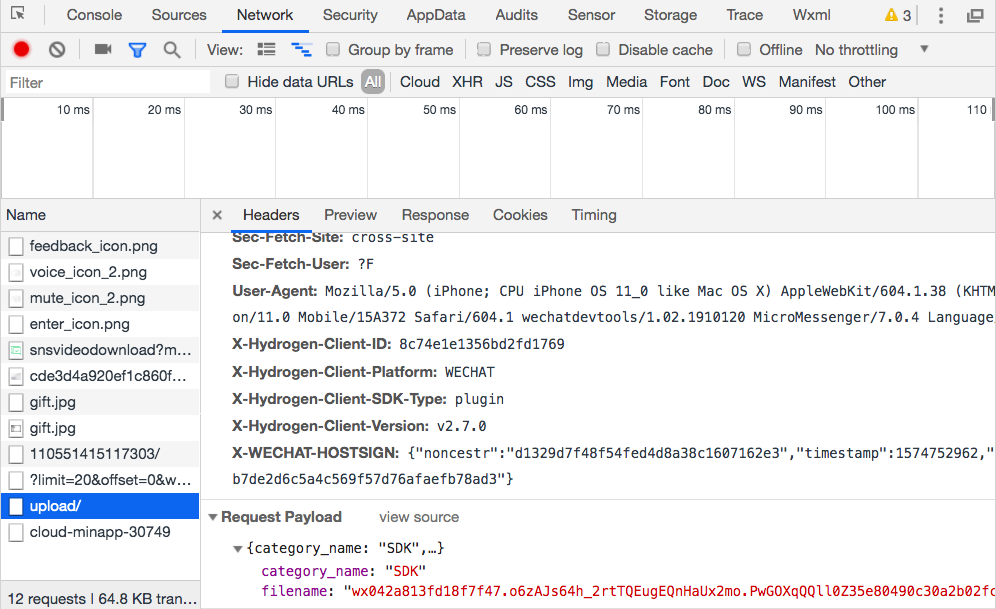 Console Sources Network Security AppData Audits Sensor Storage Trace Wxml 3
View: Group by frame Preserve log Disable cache Offline No throttling
Filter Hide data URLs All Cloud XHR JS CSS Img Media Font Doc WS Manifest Other
10 ms 20 ms 30 ms 40 ms 50 ms 60 ms 70 ms 80 ms 90 ms 100 ms 110
Name
feedback_icon.png
voice_icon_2.png
mute_icon_2.png
enter_icon.png
snsvideodownload?m...
cde3d4a920ef1c860f...
gift.jpg
gift.jpg
110551415117303/
?limit=20&offset=0&w...
upload/
cloud-minapp-30749
12 requests | 64.8 KB tran...
× Headers Preview Response Cookies Timing
Sec-Fetch-Site: cross-site
Sec-Fetch-User: ?F
User-Agent: Mozilla/5.0 (iPhone; CPU iPhone OS 11_0 like Mac OS X) AppleWebKit/604.1.38 (KHTM
on/11.0 Mobile/15A372 Safari/604.1 wechatdevtools/1.02.1910120 MicroMessenger/7.0.4 Language
X-Hydrogen-Client-ID: 8c74e1e1356bd2fd1769
X-Hydrogen-Client-Platform: WECHAT
X-Hydrogen-Client-SDK-Type: plugin
X-Hydrogen-Client-Version: v2.7.0
X-WECHAT-HOSTSIGN: {"noncestr":"d1329d7f48f54fed4d8a38c1607162e3","timestamp":1574752962,"
b7de2d6c5a4c569f57d76afaefb78ad3"}
Request Payload view source
{category_name: "SDK",…}
category_name: "SDK"
filename: "wx042a813fd18f7f47.o6zAJs64h_2rtTQEugEQnHaUx2mo.PwGOXqQQll0Z35e80490c30a2b02fc